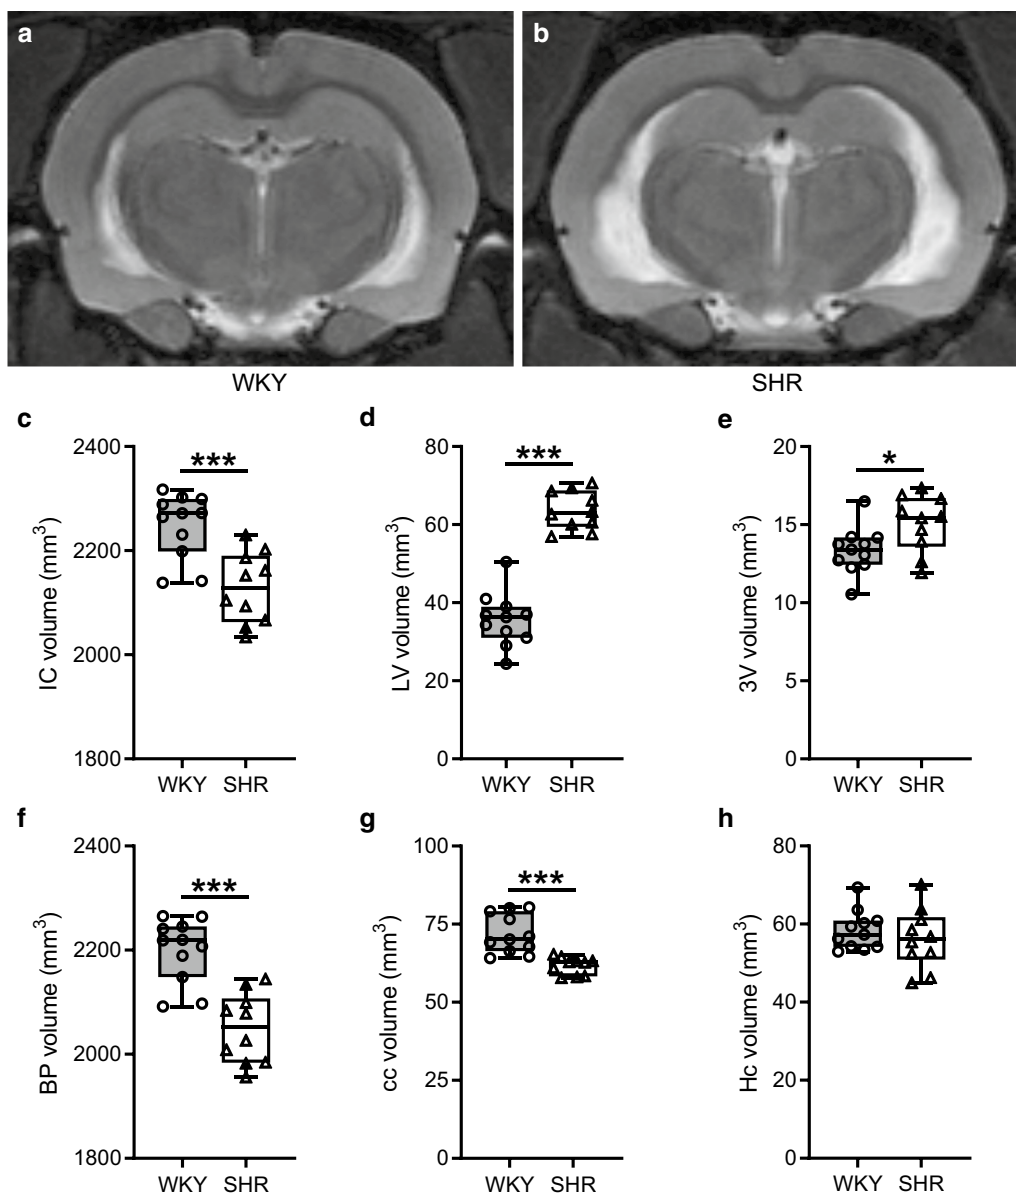 a
b
WKY
SHR
c
2400
2200
2000
1800
IC volume (mm³)
***
WKY SHR
d
80
60
40
20
0
LV volume (mm³)
***
WKY SHR
e
20
15
10
5
0
3V volume (mm³)
*
WKY SHR
f
2400
2200
2000
1800
BP volume (mm³)
***
WKY SHR
g
100
75
50
25
0
cc volume (mm³)
***
WKY SHR
h
80
60
40
20
0
Hc volume (mm³)
WKY SHR